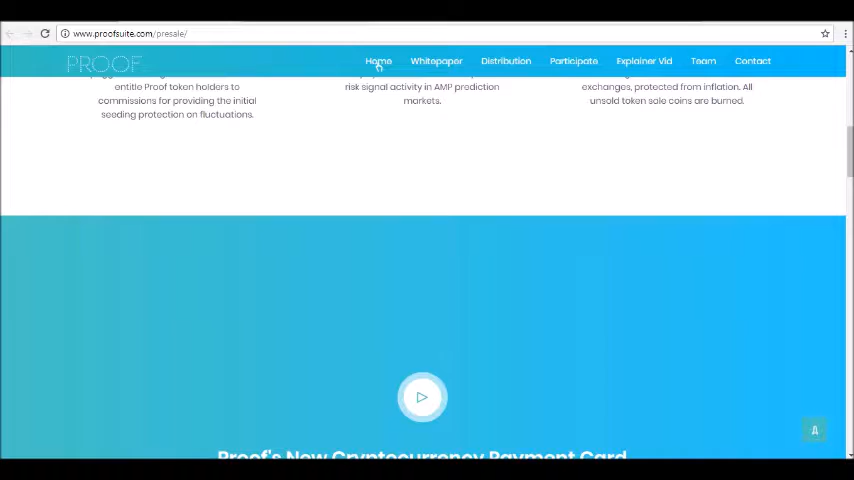 www.proofsuite.com/presale/
PROOF
Home Whitepaper Distribution Participate Explainer Vid Team Contact
entitle Proof token holders to
commissions for providing the initial
seeding protection on fluctuations.
risk signal activity in AMP prediction
markets.
exchanges, protected from inflation. All
unsold token sale coins are burned.
Proof's New Cryptocurrency Payment Card